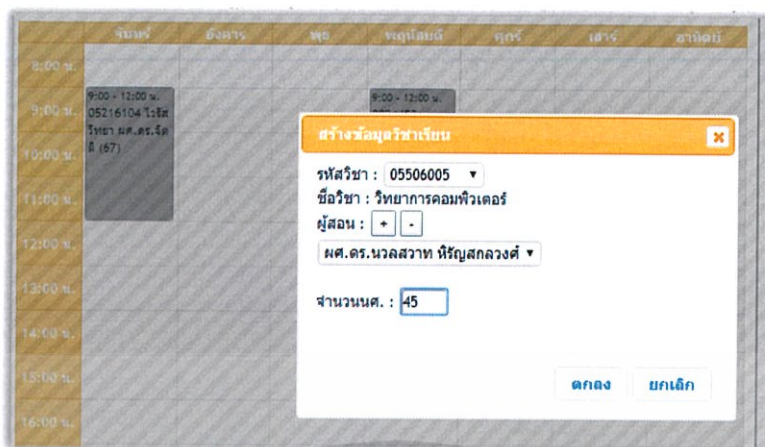 จันทร์ อังคาร พุธ พฤหัสบดี ศุกร์ เสาร์ อาทิตย์
8:00 น.
9:00 - 12:00 น. 9:00 - 12:00 น.
9:00 น. 05216104 ไวรัส
วิทยา ผศ.ดร.จิต
10:00 น. ติ (67)
สร้างข้อมูลวิชาเรียน
รหัสวิชา : 05506005
11:00 น. ชื่อวิชา : วิทยาการคอมพิวเตอร์
ผู้สอน : + -
12:00 น. ผศ.ดร.นวลสวาท หิรัญสกลวงศ์
13:00 น. จำนวนนศ. : 45
14:00 น.
15:00 น. ตกลง ยกเลิก
16:00 น.